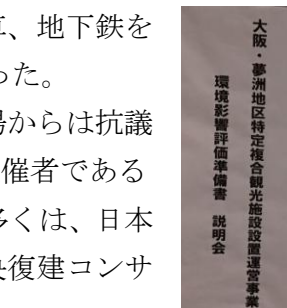 車、地下鉄を
った。
場からは抗議
催者である
多くは、日本
央復建コンサ
大阪・夢洲地区特定複合観光施設設置運営事業
環境影響評価準備書 説明会